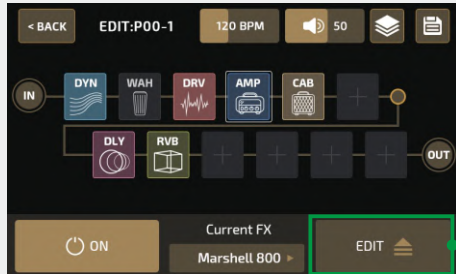 < BACK EDIT:P00-1 120 BPM 50
IN DYN WAH DRV AMP CAB
DLY RVB OUT
ON Current FX EDIT
Marshell 800